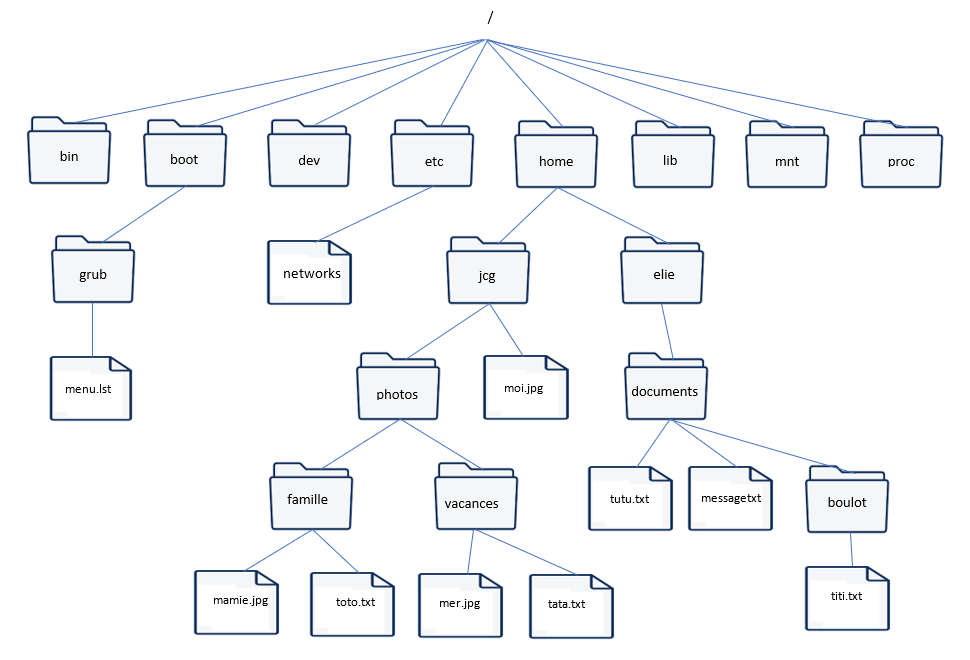 /
bin
boot
dev
etc
home
lib
mnt
proc
grub
networks
jcg
elie
menu.lst
photos
moi.jpg
documents
famille
vacances
tutu.txt
messagetxt
boulot
mamie.jpg
toto.txt
mer.jpg
tata.txt
titi.txt